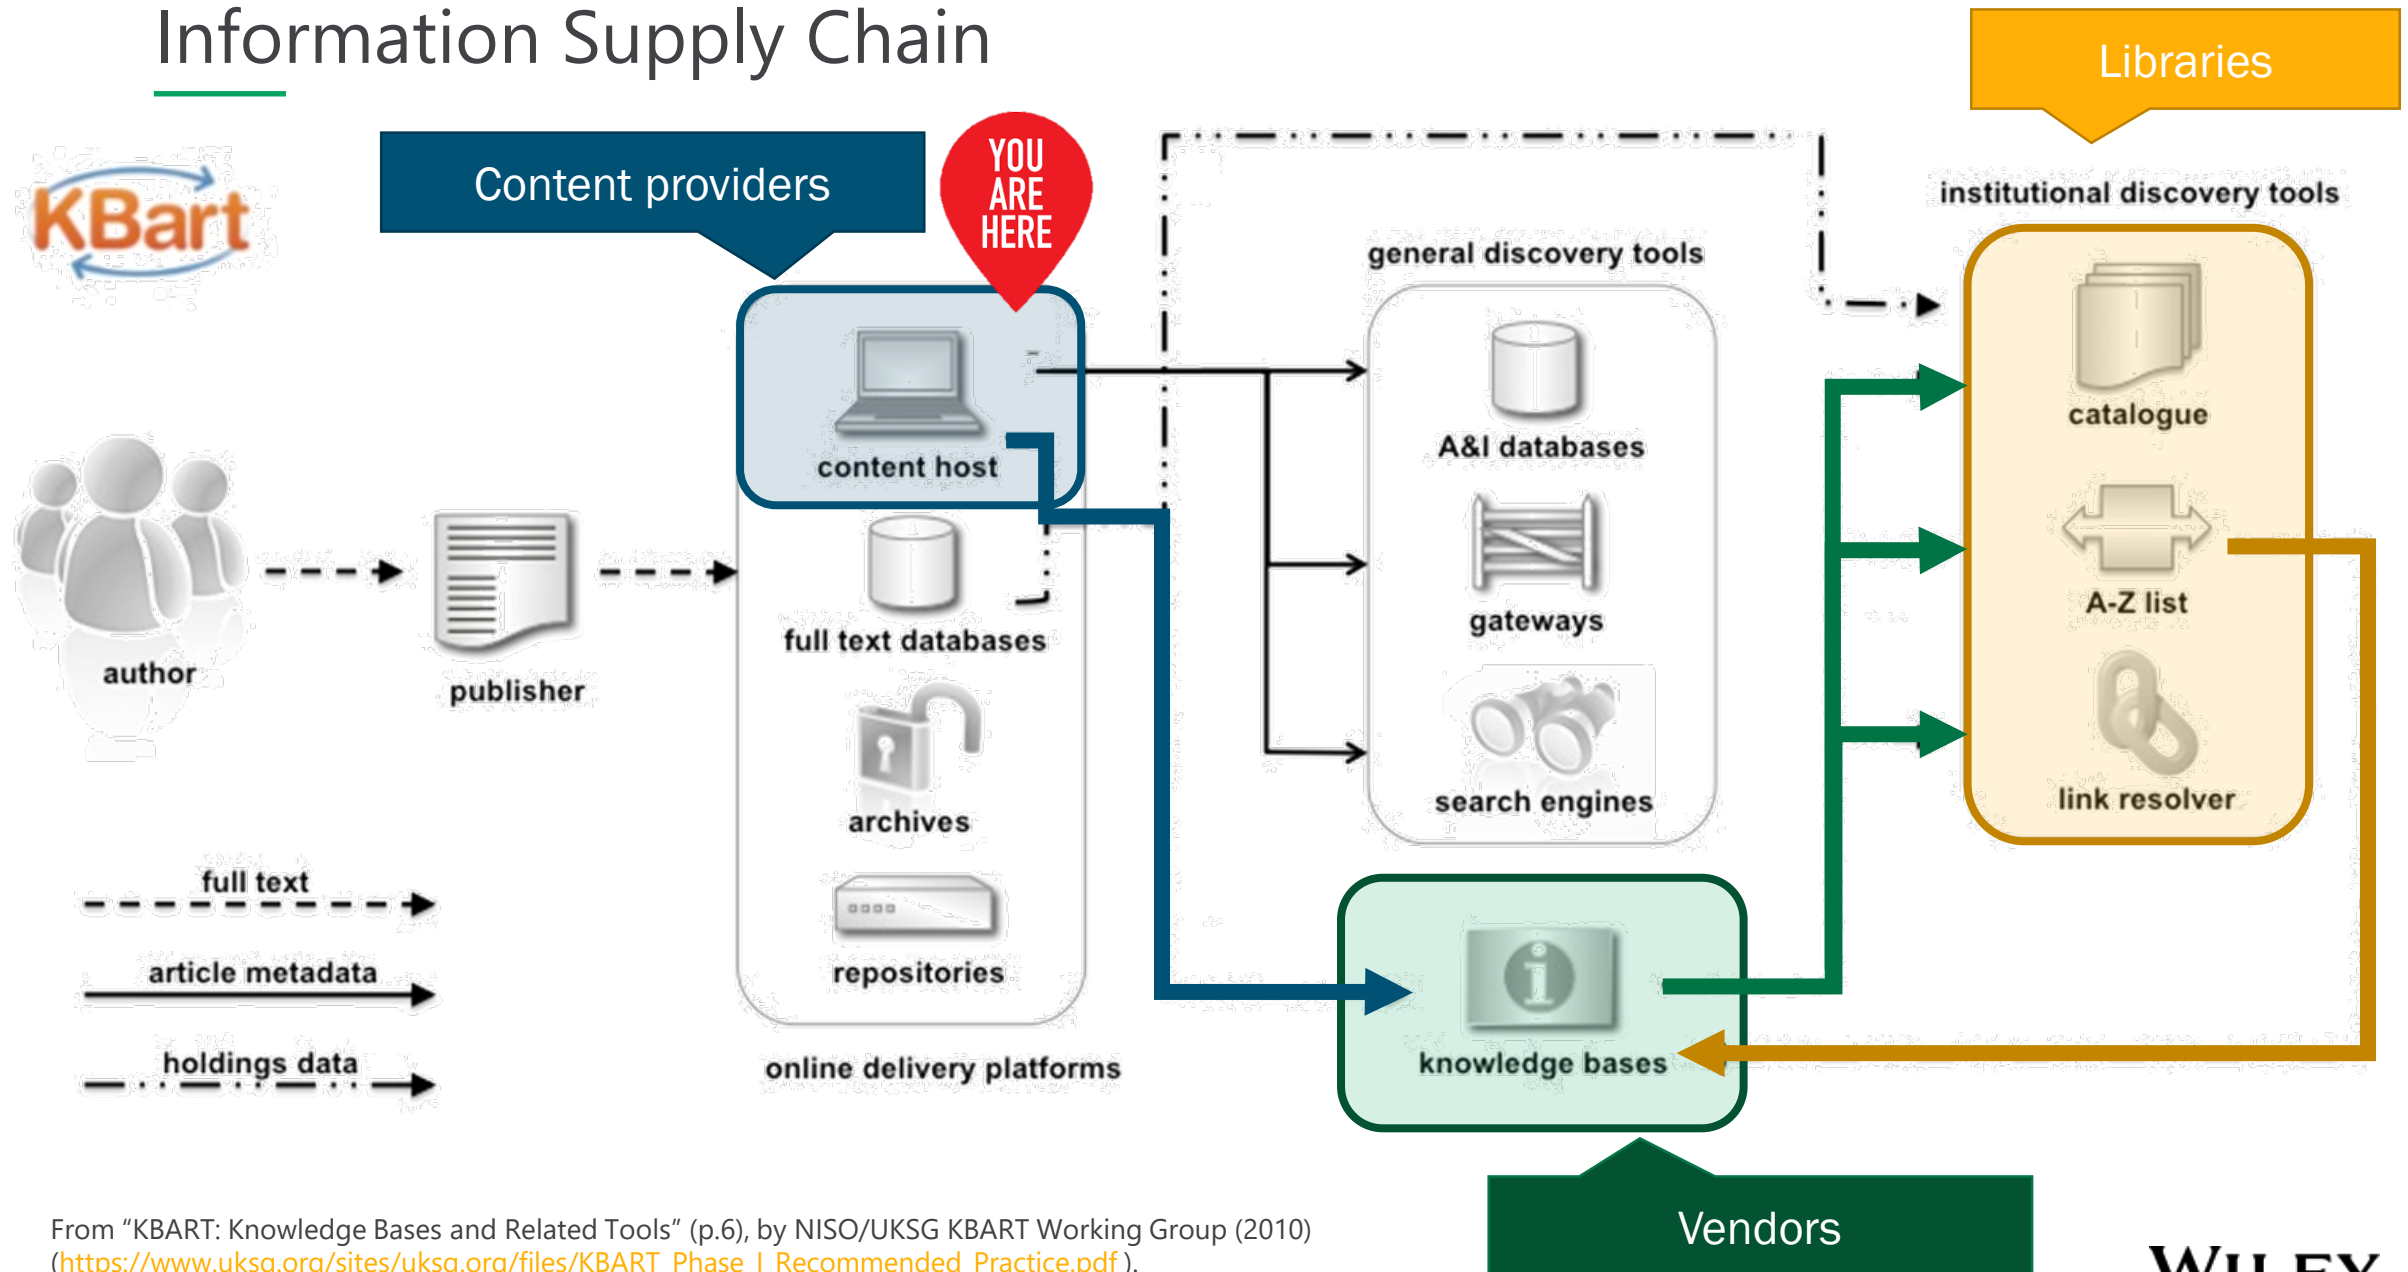 Information Supply Chain
Libraries
KBart
Content providers
YOU
ARE
HERE
institutional discovery tools
general discovery tools
catalogue
A&I databases
content host
A-Z list
gateways
full text databases
author
publisher
link resolver
search engines
archives
full text
repositories
article metadata
holdings data
online delivery platforms
knowledge bases
Vendors
From “KBART: Knowledge Bases and Related Tools” (p.6), by NISO/UKSG KBART Working Group (2010)
(https://www.uksg.org/sites/uksg.org/files/KBART_Phase_I_Recommended_Practice.pdf ).
WILEY